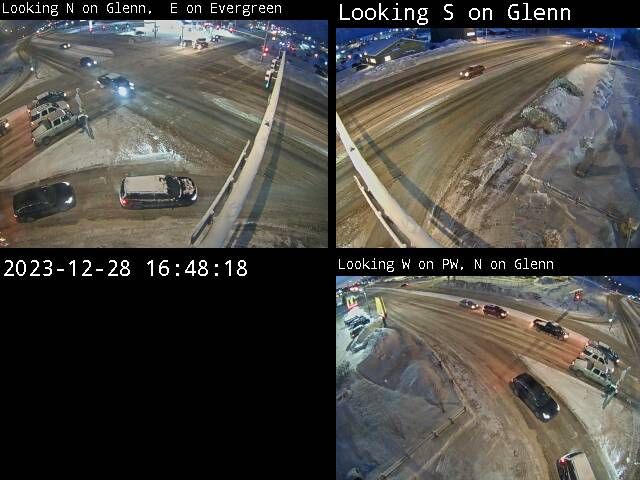 Looking N on Glenn,  E on Evergreen
Looking S on Glenn
2023-12-28 16:48:18
Looking W on PW, N on Glenn